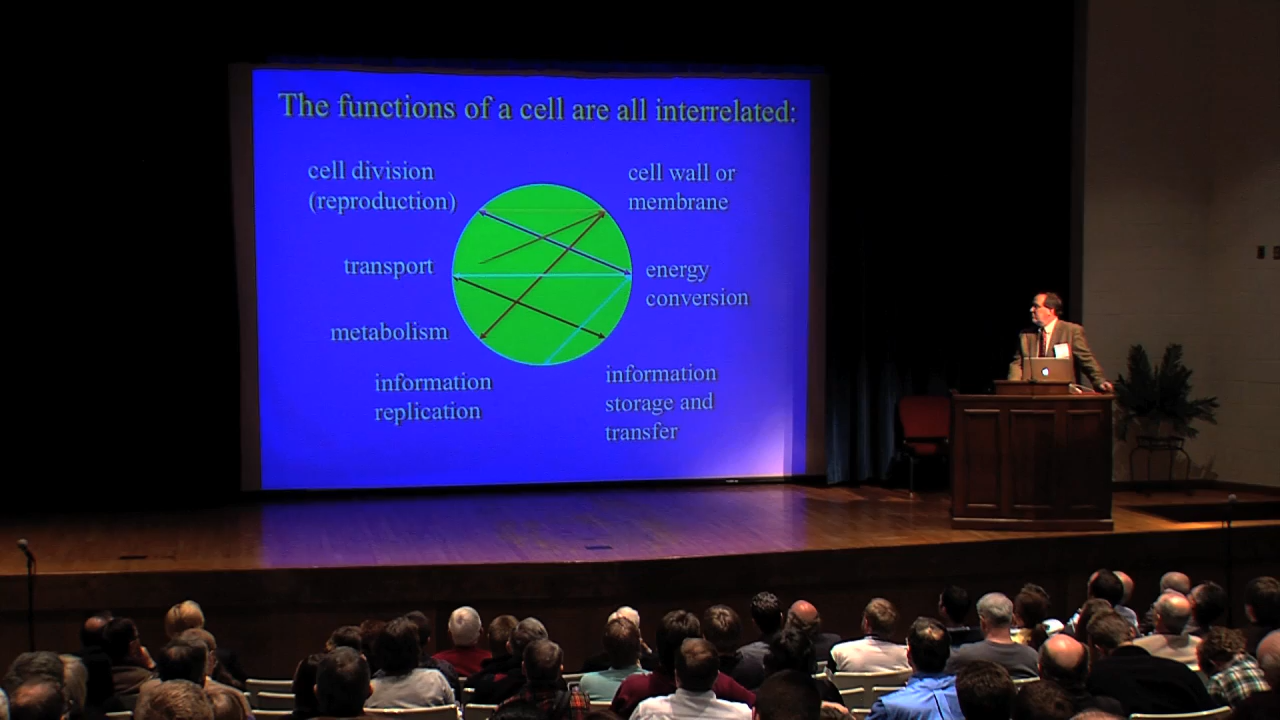 The functions of a cell are all interrelated:
cell division
(reproduction)
cell wall or
membrane
transport
energy
conversion
metabolism
information
replication
information
storage and
transfer